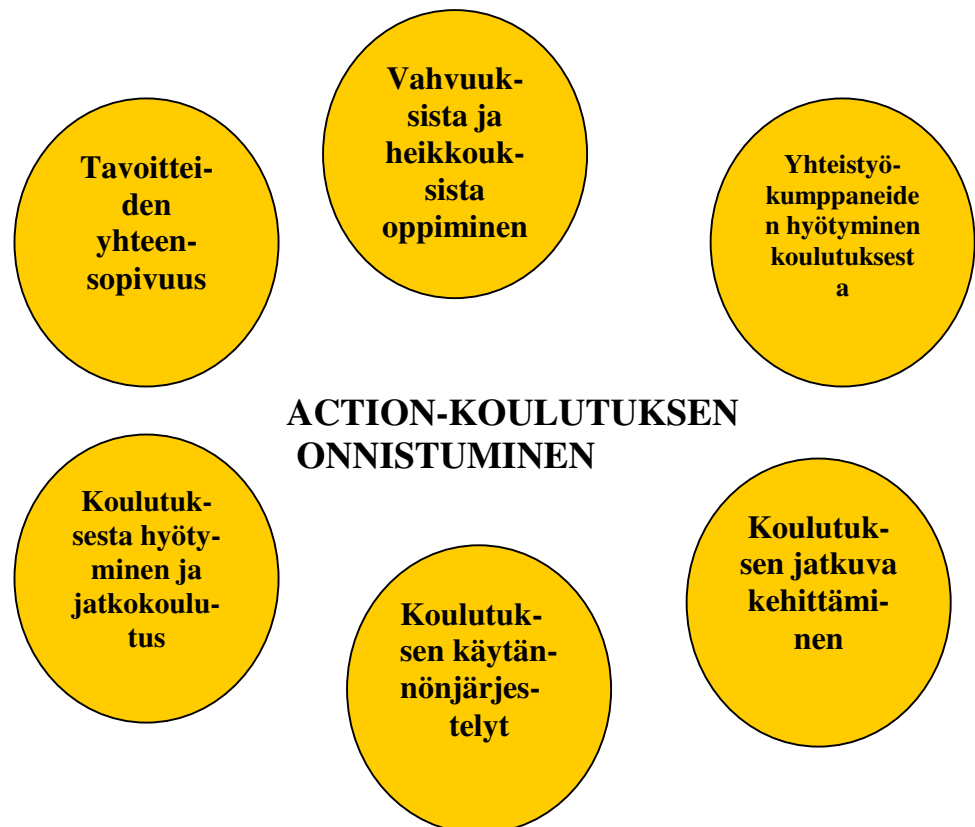 Vahvuuk-
sista ja
heikkouk-
sista
oppiminen
Tavoittei-
den
yhteen-
sopivuus
Yhteistyö-
kumppaneide
n hyötyminen
koulutuksest
a
ACTION-KOULUTUKSEN
ONNISTUMINEN
Koulutuk-
sesta hyöty-
minen ja
jatkokoulu-
tus
Koulutuk-
sen käytän-
nönjärjes-
telyt
Koulutuk-
sen jatkuva
kehittämi-
nen